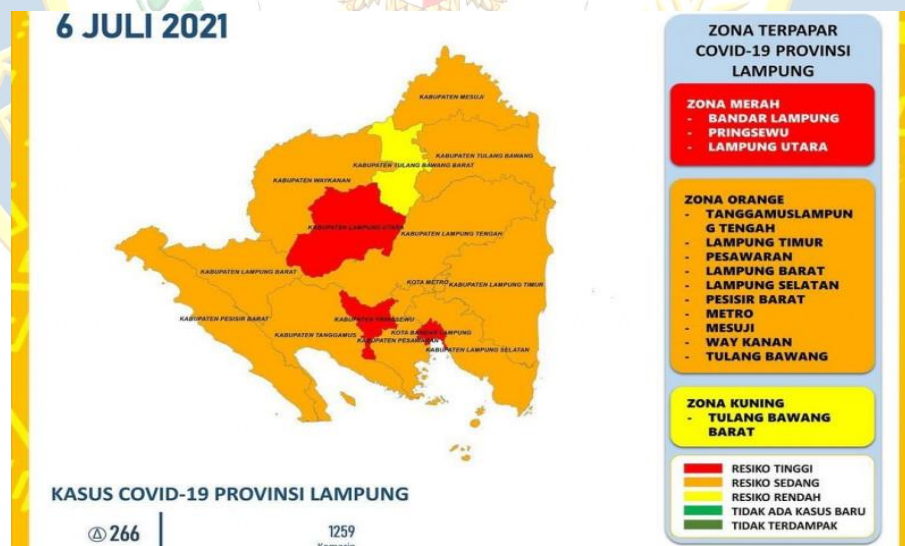 6 JULI 2021
ZONA TERPAPAR
COVID-19 PROVINSI
LAMPUNG
ZONA MERAH
- BANDAR LAMPUNG
- PRINGSEWU
- LAMPUNG UTARA
KABUPATEN MESUJI
KABUPATEN TULANG BAWANG
KABUPATEN TULANG BAWANG BARAT
KABUPATEN WAYKANAN
KABUPATEN LAMPUNG UTARA
KABUPATEN LAMPUNG TENGAH
KABUPATEN LAMPUNG BARAT
KOTA METRO
KABUPATEN LAMPUNG TIMUR
KABUPATEN PESISIR BARAT
KABUPATEN PRINGSEWU
KABUPATEN TANGGAMUS
KOTA BANDAR LAMPUNG
KABUPATEN PESAWARAN
KABUPATEN LAMPUNG SELATAN
ZONA ORANGE
- TANGGAMUSLAMPUN
G TENGAH
- LAMPUNG TIMUR
- PESAWARAN
- LAMPUNG BARAT
- LAMPUNG SELATAN
- PESISIR BARAT
- METRO
- MESUJI
- WAY KANAN
- TULANG BAWANG
ZONA KUNING
- TULANG BAWANG
BARAT
RESIKO TINGGI
RESIKO SEDANG
RESIKO RENDAH
TIDAK ADA KASUS BARU
TIDAK TERDAMPAK
KASUS COVID-19 PROVINSI LAMPUNG
266
1259